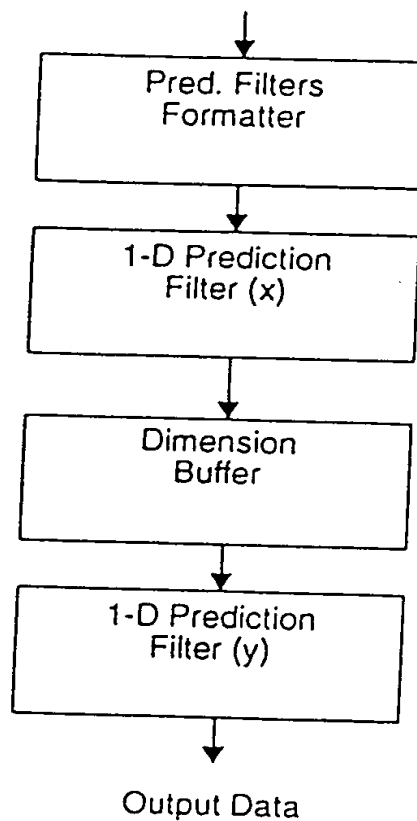 Pred. Filters
Formatter
1-D Prediction
Filter (x)
Dimension
Buffer
1-D Prediction
Filter (y)
Output Data